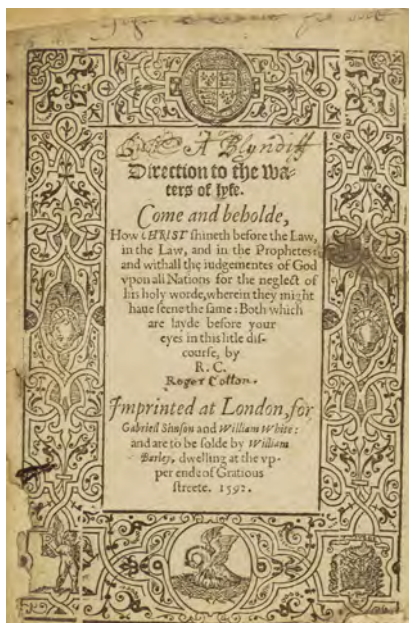 A
Direction to the wa-
ters of lyfe.
Come and beholde,
How CHRIST shineth before the Law,
in the Law, and in the Prophetes:
and withall the iudgementes of God
vpon all Nations for the neglect of
his holy worde, wherein they might
haue seene the same: Both which
are layde before your
eyes in this litle dis-
course, by
R. C.
Roger Cotton.
Imprinted at London, for
Gabriell Simson and William White:
and are to be solde by William
Barley, dwelling at the vp-
per ende of Gratious
streete. 1592.